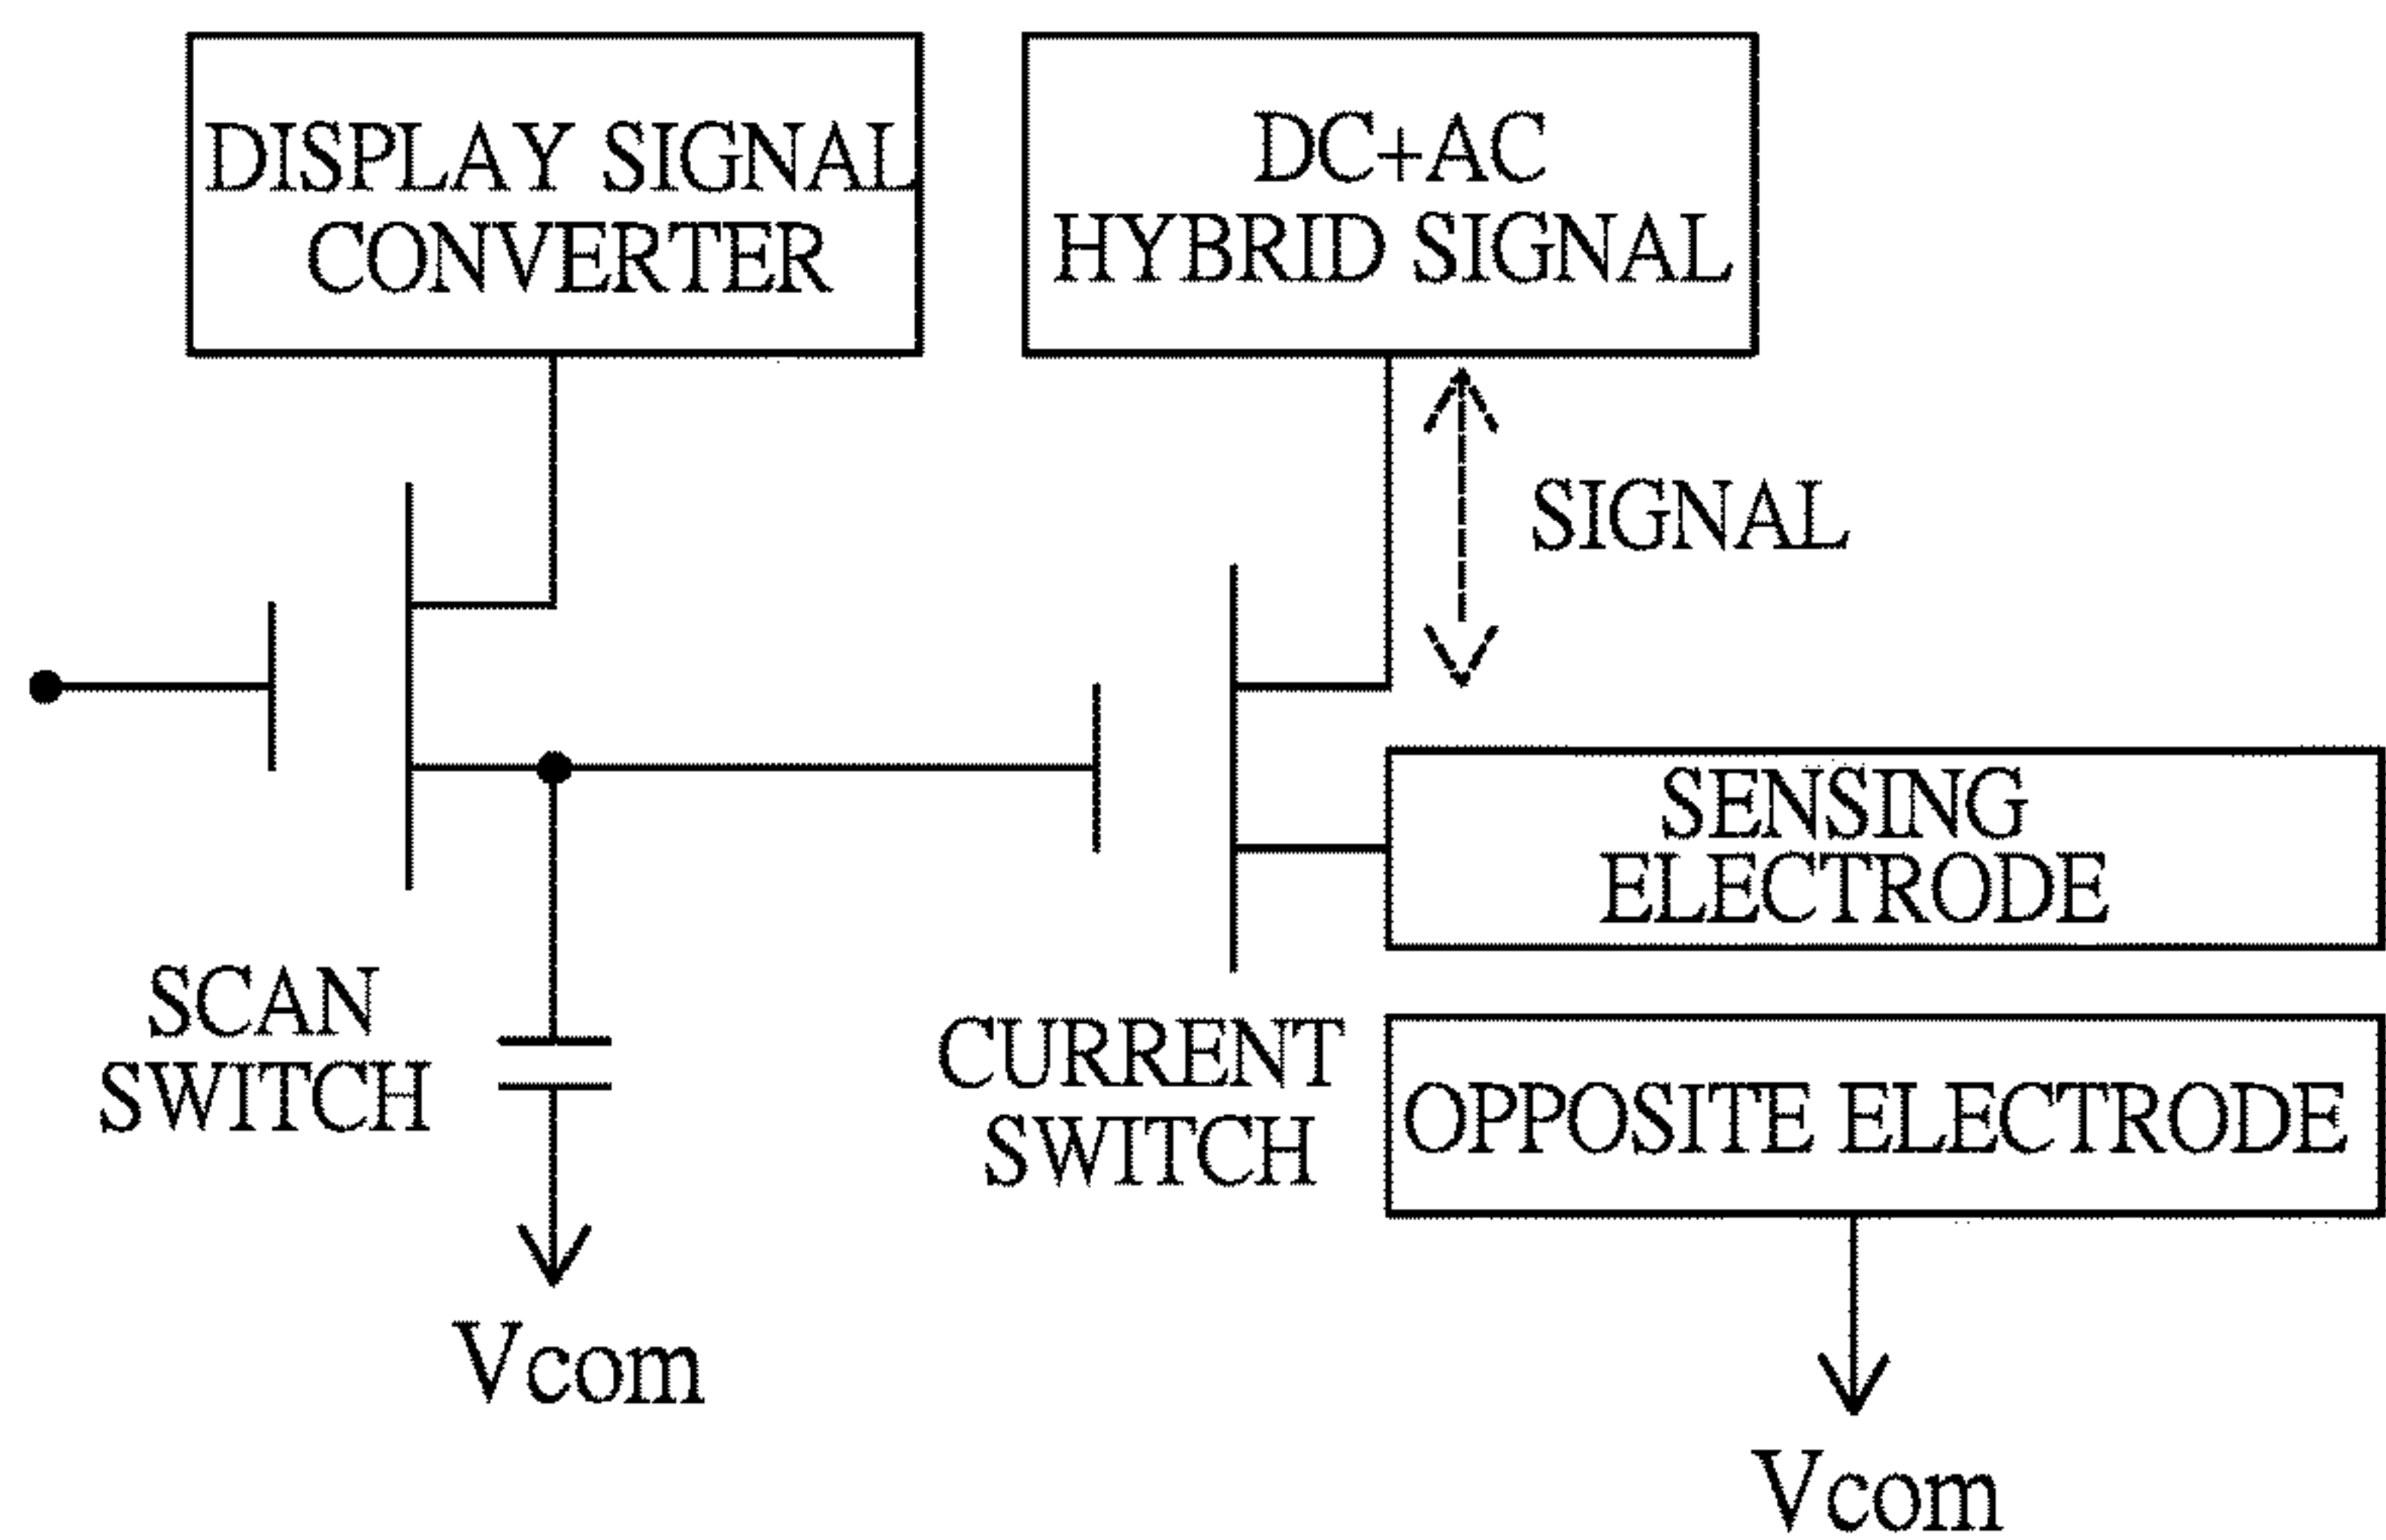 DISPLAY SIGNAL
CONVERTER
DC+AC
HYBRID SIGNAL
SIGNAL
SENSING
ELECTRODE
SCAN
SWITCH
CURRENT
SWITCH
OPPOSITE ELECTRODE
Vcom
Vcom